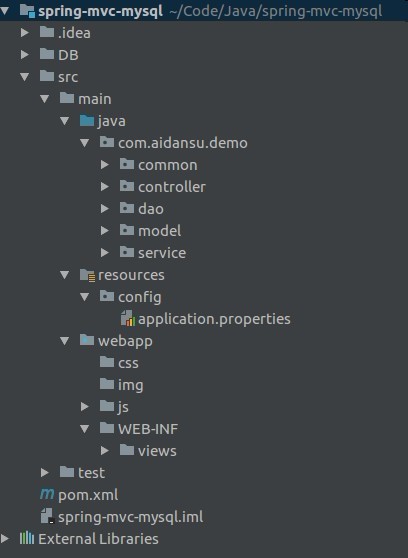 spring-mvc-mysql ~/Code/Java/spring-mvc-mysql
.idea
DB
src
main
java
com.aidansu.demo
common
controller
dao
model
service
resources
config
application.properties
webapp
css
img
js
WEB-INF
views
test
m pom.xml
spring-mvc-mysql.iml
External Libraries